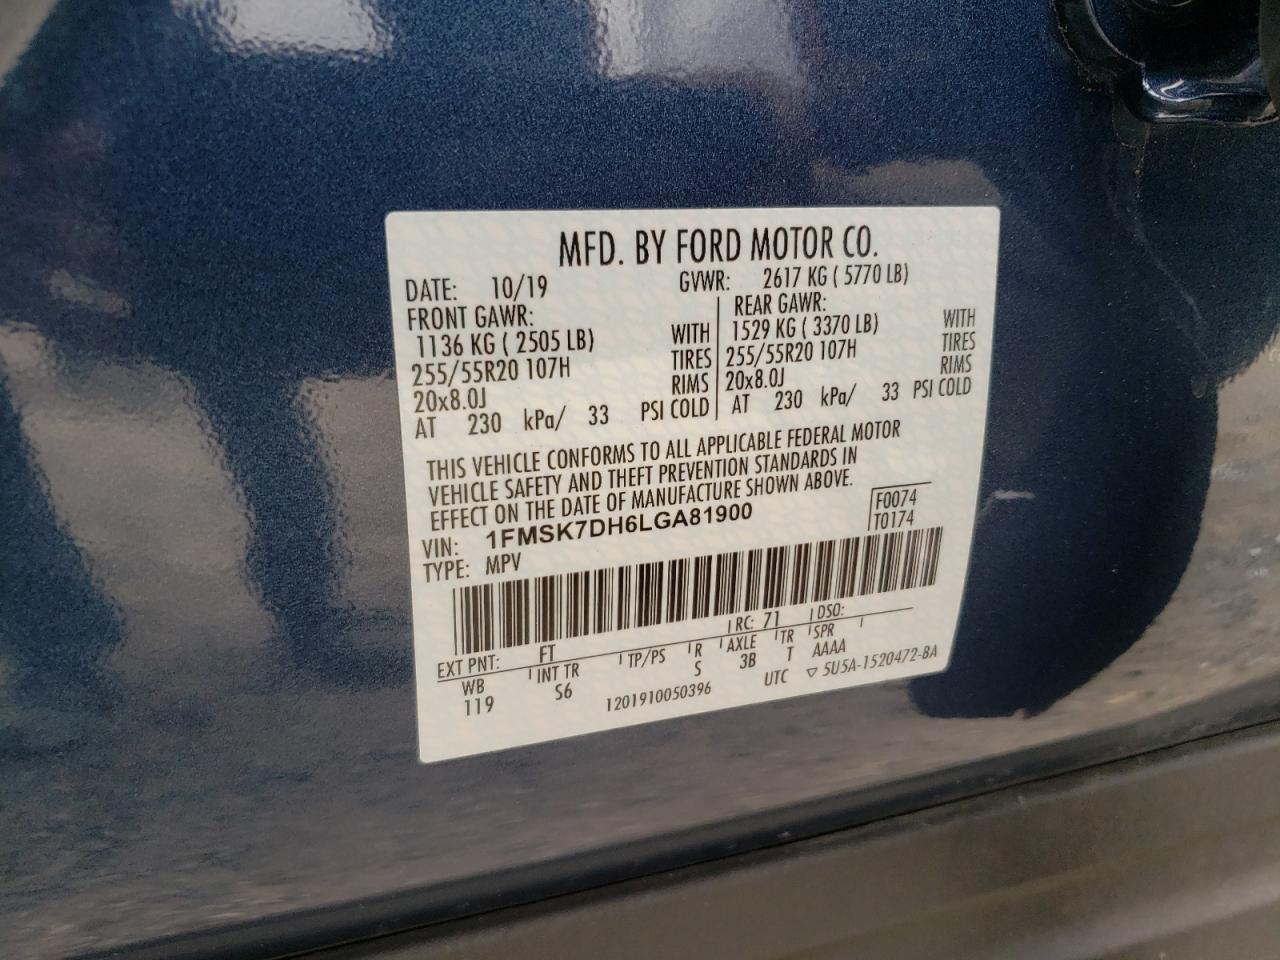 MFD. BY FORD MOTOR CO.
DATE: 10/19 GVWR: 2617 KG ( 5770 LB)
FRONT GAWR:
1136 KG ( 2505 LB) WITH
255/55R20 107H TIRES
20x8.0J RIMS
AT 230 kPa/ 33 PSI COLD
REAR GAWR:
1529 KG ( 3370 LB) WITH
255/55R20 107H TIRES
20x8.0J RIMS
AT 230 kPa/ 33 PSI COLD
THIS VEHICLE CONFORMS TO ALL APPLICABLE FEDERAL MOTOR
VEHICLE SAFETY AND THEFT PREVENTION STANDARDS IN
EFFECT ON THE DATE OF MANUFACTURE SHOWN ABOVE.
VIN: 1FMSK7DH6LGA81900
TYPE: MPV
F0074
T0174
EXT PNT: FT RC: 71 DSO:
WB INT TR TP/PS R AXLE TR SPR
119 S6 S 3B T AAAA
1201910050396 UTC ▽ 5U5A-1520472-BA